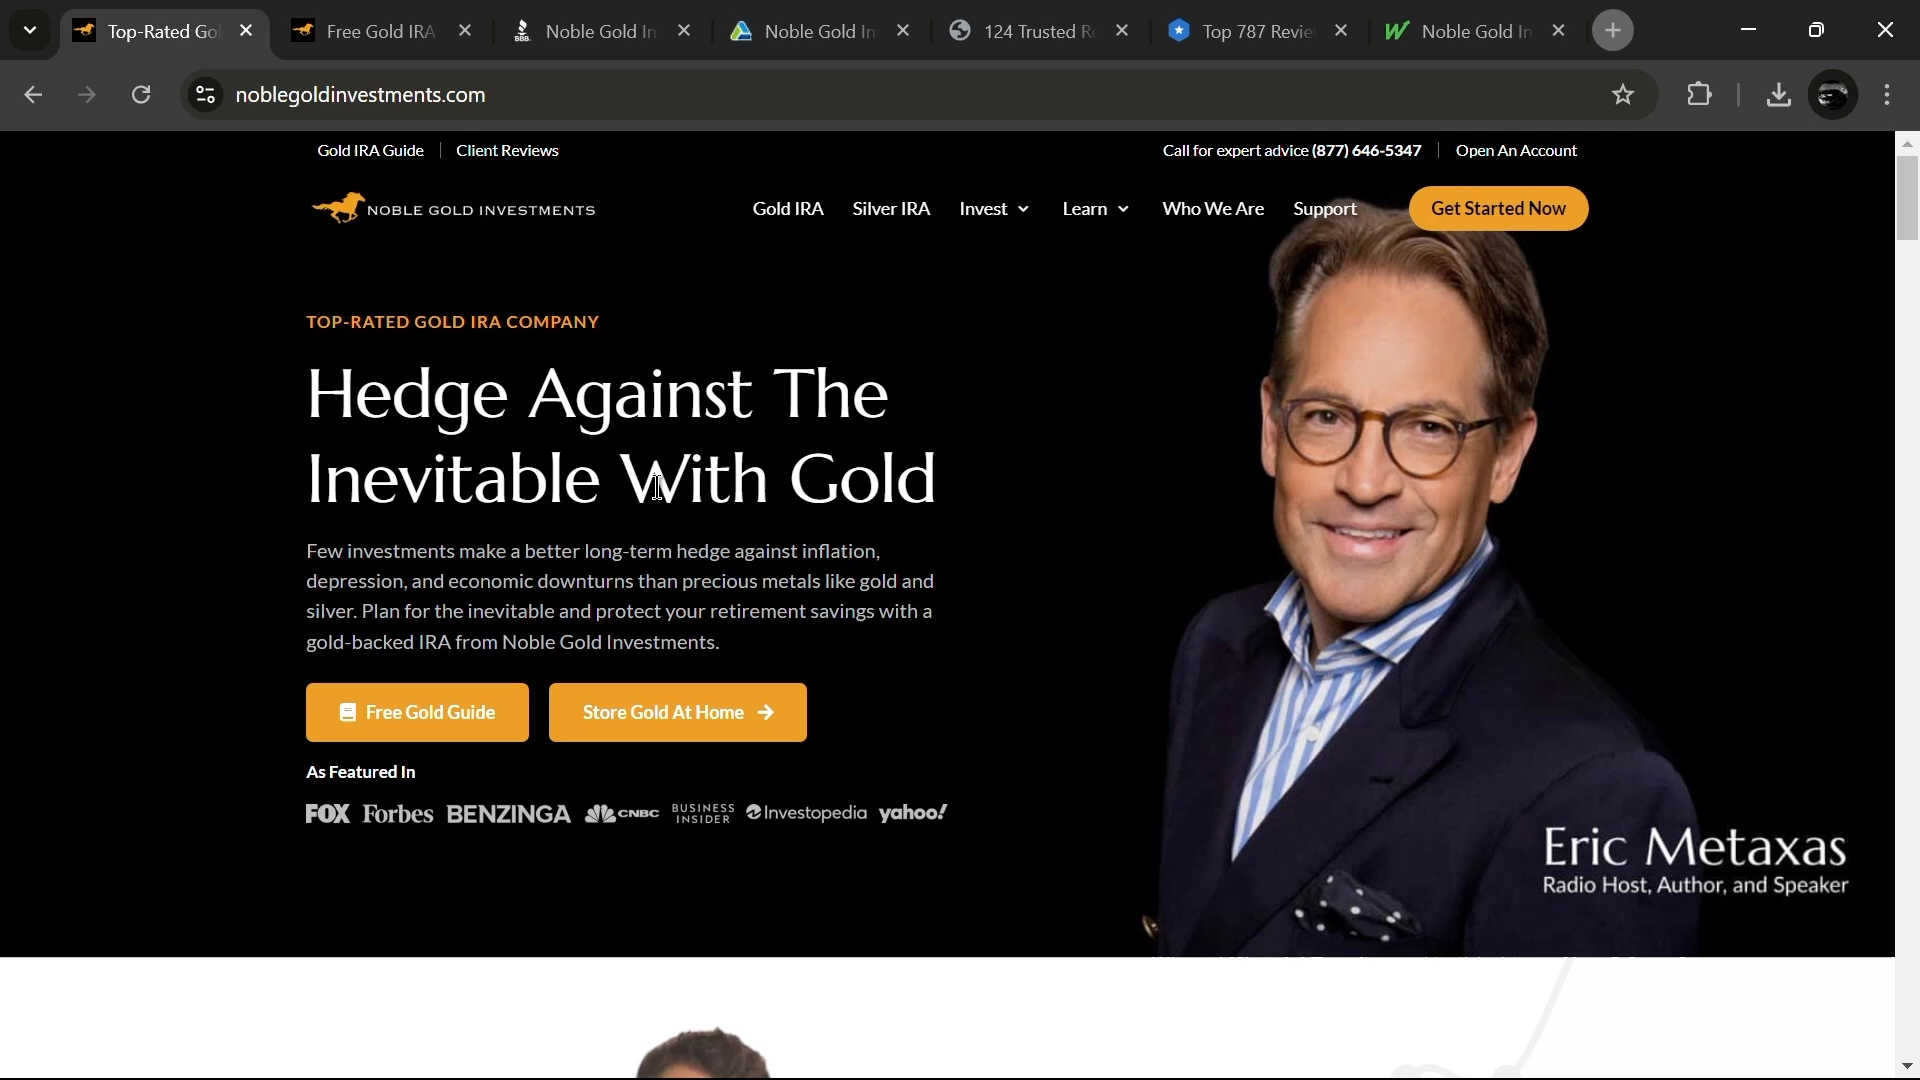 Top-Rated Go
Free Gold IRA
BBB
Noble Gold In
Noble Gold In
124 Trusted R
Top 787 Revie
Noble Gold In
noblegoldinvestments.com
Gold IRA Guide
Client Reviews
Call for expert advice (877) 646-5347
Open An Account
NOBLE GOLD INVESTMENTS
Gold IRA
Silver IRA
Invest
Learn
Who We Are
Support
Get Started Now
TOP-RATED GOLD IRA COMPANY
Hedge Against The
Inevitable With Gold
Few investments make a better long-term hedge against inflation,
depression, and economic downturns than precious metals like gold and
silver. Plan for the inevitable and protect your retirement savings with a
gold-backed IRA from Noble Gold Investments.
Free Gold Guide
Store Gold At Home
As Featured In
FOX Forbes BENZINGA CNBC BUSINESS INSIDER Investopedia yahoo!
Eric Metaxas
Radio Host, Author, and Speaker